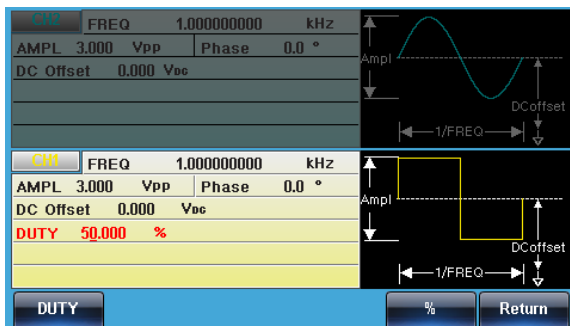 CH2 FREQ 1.000000000 kHz
AMPL 3.000 Vpp Phase 0.0 °
DC Offset 0.000 VDC
Ampl
DCoffset
1/FREQ
CH1 FREQ 1.000000000 kHz
AMPL 3.000 Vpp Phase 0.0 °
DC Offset 0.000 VDC
DUTY 50.000 %
Ampl
DCoffset
1/FREQ
DUTY % Return